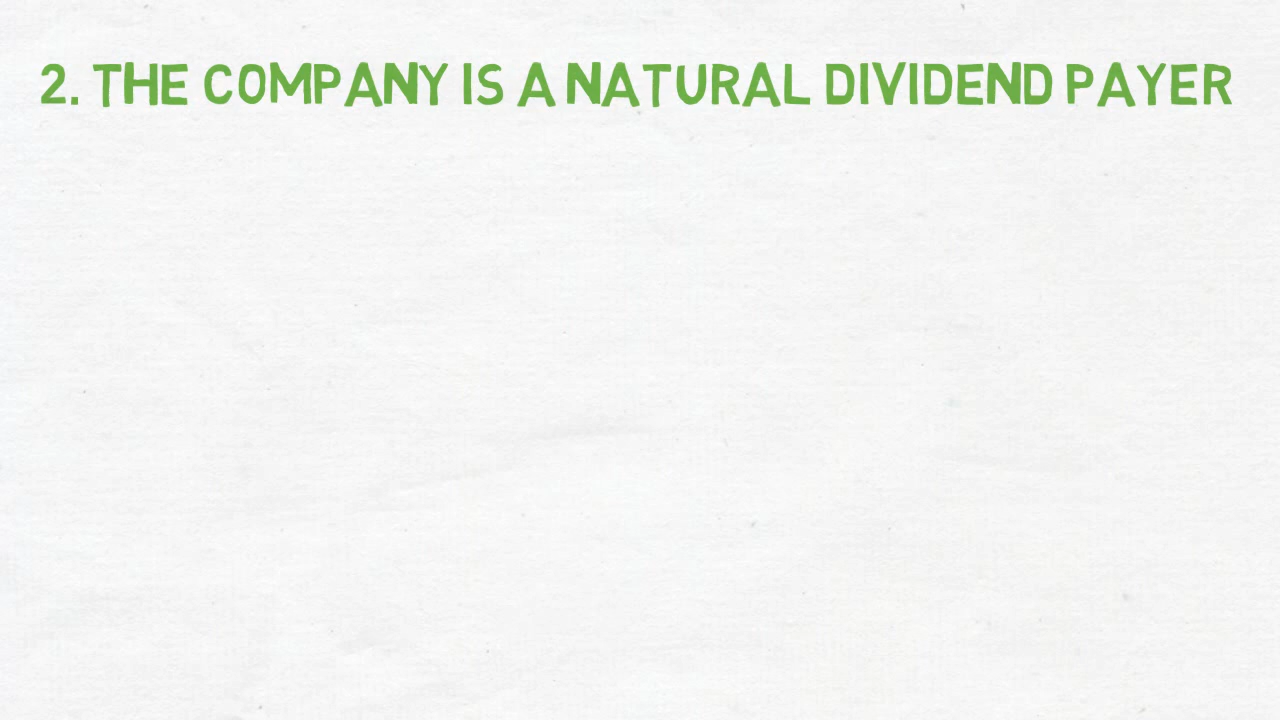 2. THE COMPANY IS A NATURAL DIVIDEND PAYER